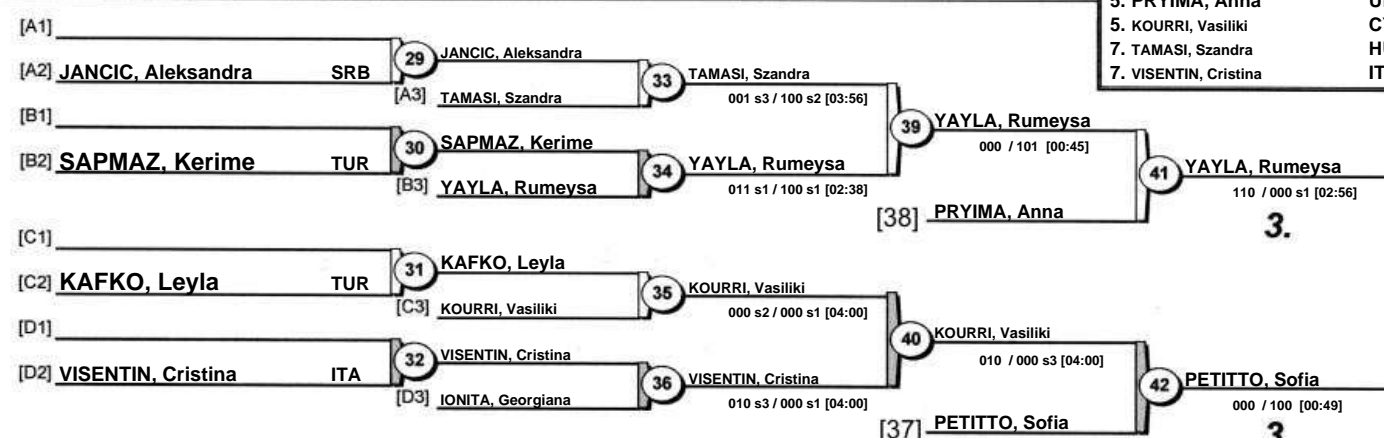 5. PRYIMA, Anna
5. KOURRI, Vasiliki
7. TAMASI, Szandra
7. VISENTIN, Cristina
[A1]
[A2] JANCIC, Aleksandra SRB
29
JANCIC, Aleksandra
[A3] TAMASI, Szandra
33
TAMASI, Szandra
001 s3 / 100 s2 [03:56]
[B1]
[B2] SAPMAZ, Kerime TUR
30
SAPMAZ, Kerime
[B3] YAYLA, Rumeysa
34
YAYLA, Rumeysa
011 s1 / 100 s1 [02:38]
39
YAYLA, Rumeysa
000 / 101 [00:45]
[38] PRYIMA, Anna
41
YAYLA, Rumeysa
110 / 000 s1 [02:56]
3.
[C1]
[C2] KAFKO, Leyla TUR
31
KAFKO, Leyla
[C3] KOURRI, Vasiliki
35
KOURRI, Vasiliki
000 s2 / 000 s1 [04:00]
[D1]
[D2] VISENTIN, Cristina ITA
32
VISENTIN, Cristina
[D3] IONITA, Georgiana
36
VISENTIN, Cristina
010 s3 / 000 s1 [04:00]
40
KOURRI, Vasiliki
010 / 000 s3 [04:00]
[37] PETITTO, Sofia
42
PETITTO, Sofia
000 / 100 [00:49]
3